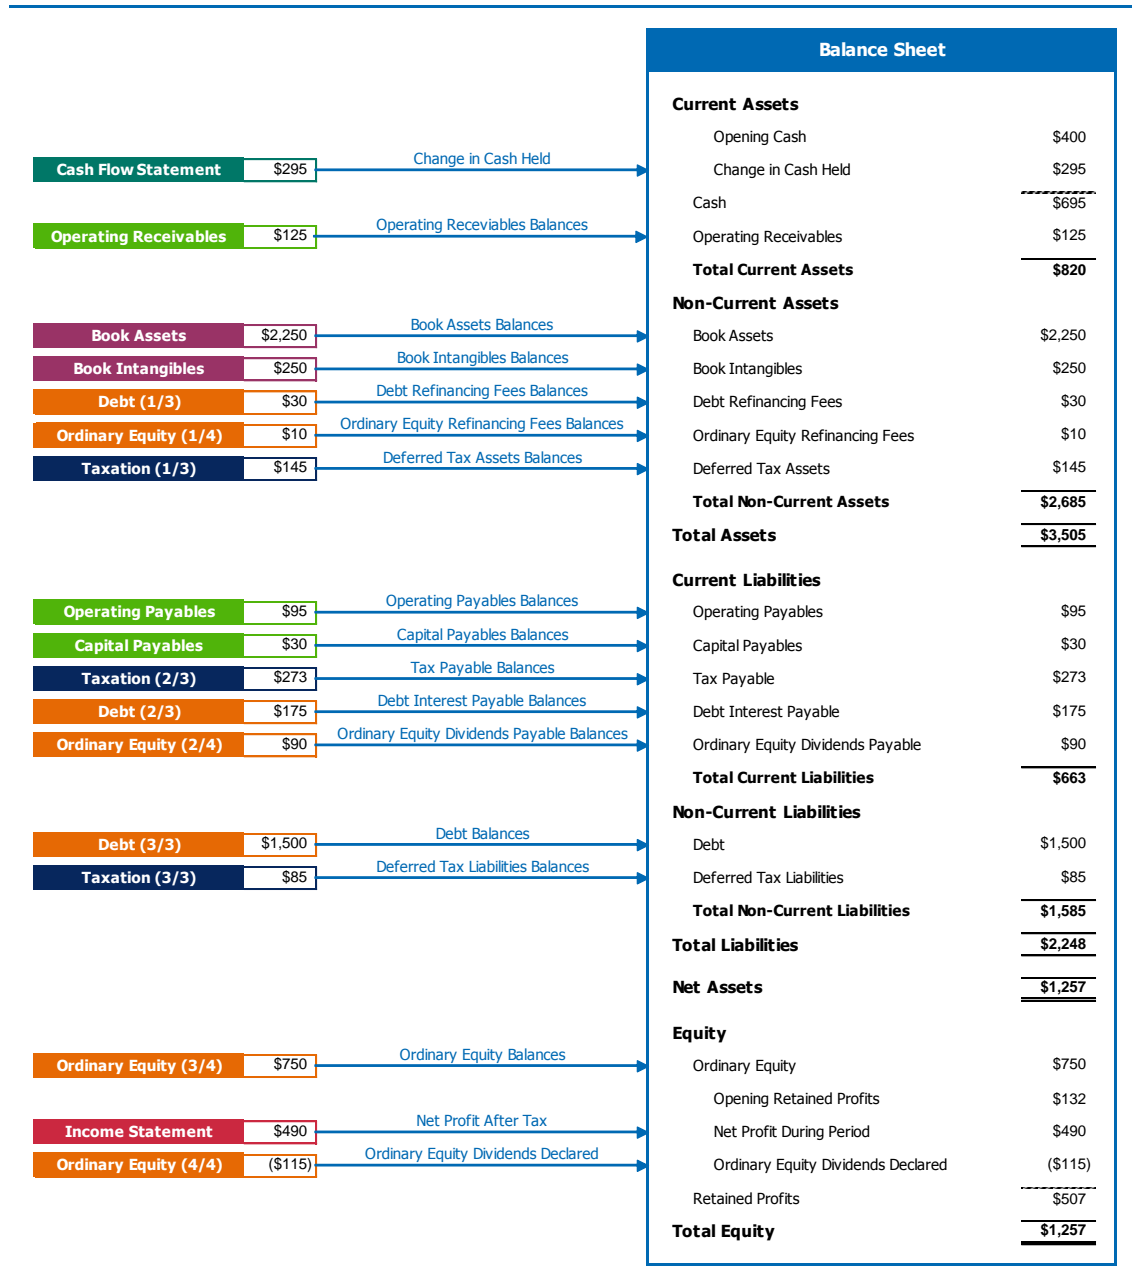 Balance Sheet
Current Assets
Opening Cash $400
Cash Flow Statement $295 Change in Cash Held Change in Cash Held $295
Cash $695
Operating Receivables $125 Operating Receviables Balances Operating Receivables $125
Total Current Assets $820
Non-Current Assets
Book Assets $2,250 Book Assets Balances Book Assets $2,250
Book Intangibles $250 Book Intangibles Balances Book Intangibles $250
Debt (1/3) $30 Debt Refinancing Fees Balances Debt Refinancing Fees $30
Ordinary Equity (1/4) $10 Ordinary Equity Refinancing Fees Balances Ordinary Equity Refinancing Fees $10
Taxation (1/3) $145 Deferred Tax Assets Balances Deferred Tax Assets $145
Total Non-Current Assets $2,685
Total Assets $3,505
Current Liabilities
Operating Payables $95 Operating Payables Balances Operating Payables $95
Capital Payables $30 Capital Payables Balances Capital Payables $30
Taxation (2/3) $273 Tax Payable Balances Tax Payable $273
Debt (2/3) $175 Debt Interest Payable Balances Debt Interest Payable $175
Ordinary Equity (2/4) $90 Ordinary Equity Dividends Payable Balances Ordinary Equity Dividends Payable $90
Total Current Liabilities $663
Non-Current Liabilities
Debt (3/3) $1,500 Debt Balances Debt $1,500
Taxation (3/3) $85 Deferred Tax Liabilities Balances Deferred Tax Liabilities $85
Total Non-Current Liabilities $1,585
Total Liabilities $2,248
Net Assets $1,257
Equity
Ordinary Equity (3/4) $750 Ordinary Equity Balances Ordinary Equity $750
Opening Retained Profits $132
Income Statement $490 Net Profit After Tax Net Profit During Period $490
Ordinary Equity (4/4) ($115) Ordinary Equity Dividends Declared Ordinary Equity Dividends Declared ($115)
Retained Profits $507
Total Equity $1,257